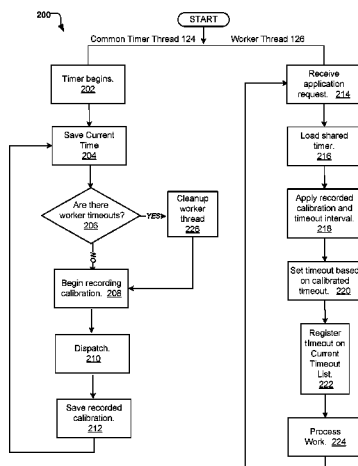 200
START
Common Timer Thread 124
Worker Thread 126
Timer begins.
202
Save Current
Time
204
Are there
worker timeouts?
206
YES
NO
Cleanup
worker
thread
226
Begin recording
calibration. 208
Dispatch.
210
Save recorded
calibration.
212
Receive
application
request. 214
Load shared
timer.
216
Apply recorded
calibration and
timeout interval.
218
Set timeout based
on calibrated
timeout. 220
Register
timeout on
Current
Timeout
List.
222
Process
Work. 224